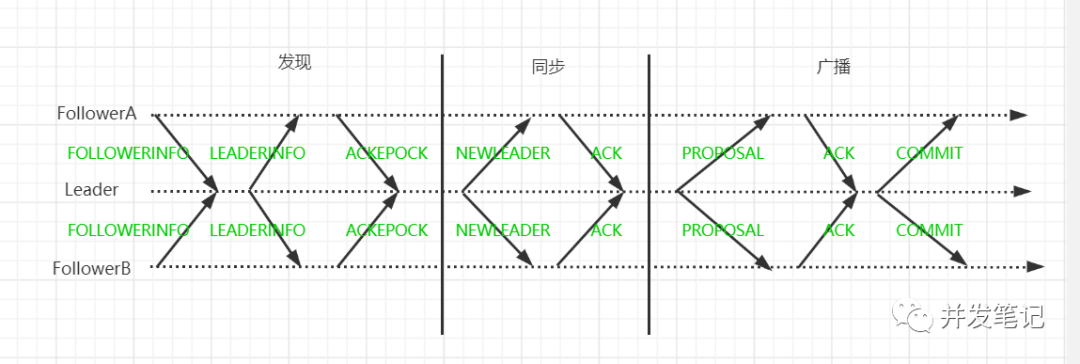 发现 同步 广播
FollowerA
FOLLOWERINFO LEADERINFO ACKEPOCK NEWLEADER ACK PROPOSAL ACK COMMIT
Leader
FOLLOWERINFO LEADERINFO ACKEPOCK NEWLEADER ACK PROPOSAL ACK COMMIT
FollowerB
并发笔记